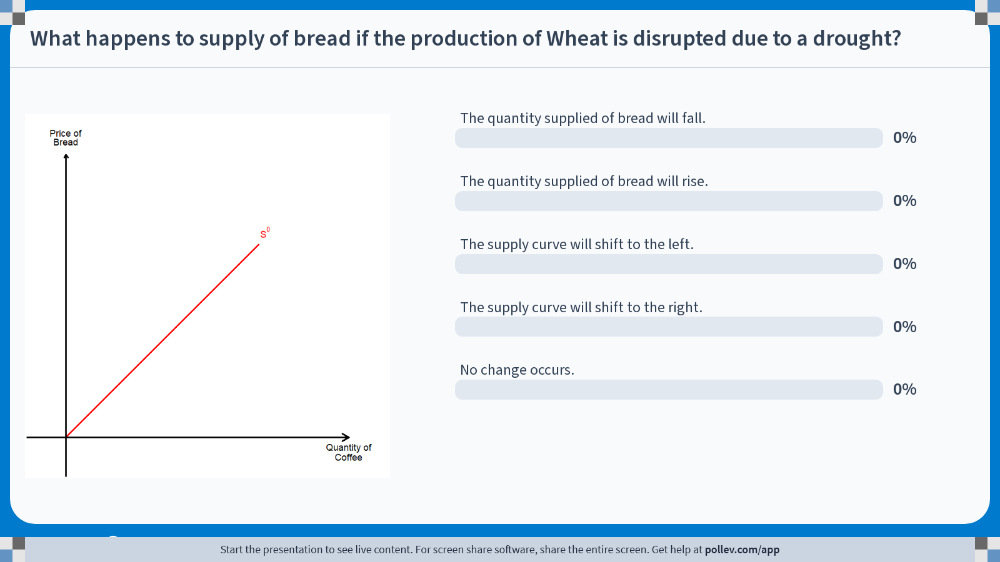 What happens to supply of bread if the production of Wheat is disrupted due to a drought?
Price of
Bread
S⁰
Quantity of
Coffee
The quantity supplied of bread will fall.
0%
The quantity supplied of bread will rise.
0%
The supply curve will shift to the left.
0%
The supply curve will shift to the right.
0%
No change occurs.
0%
Start the presentation to see live content. For screen share software, share the entire screen. Get help at pollev.com/app